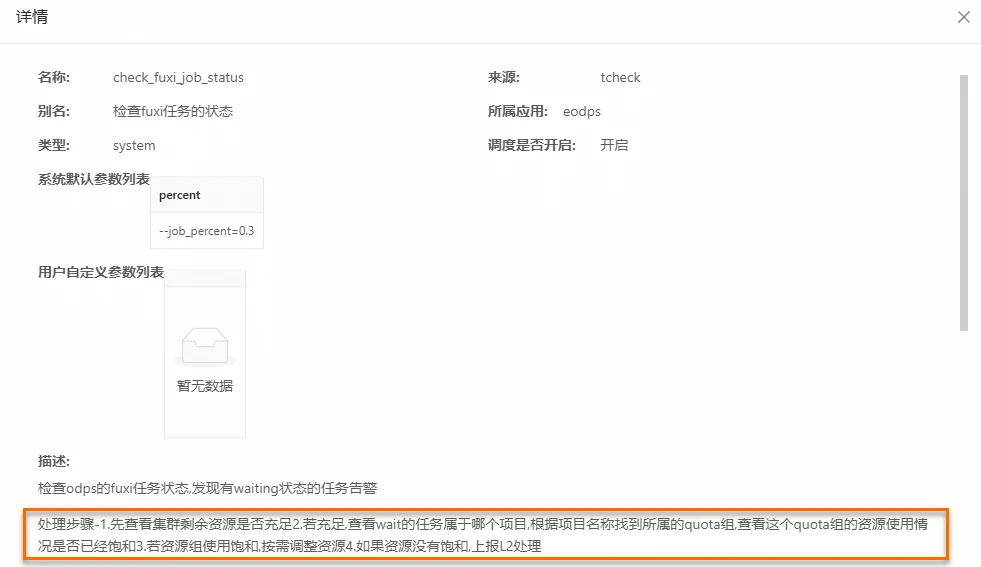 详情
名称: check_fuxi_job_status 来源: tcheck
别名: 检查fuxi任务的状态 所属应用: eodps
类型: system 调度是否开启: 开启
系统默认参数列表
percent
--job_percent=0.3
用户自定义参数列表
暂无数据
描述:
检查odps的fuxi任务状态,发现有waiting状态的任务告警
处理步骤-1.先查看集群剩余资源是否充足2.若充足,查看wait的任务属于哪个项目,根据项目名称找到所属的quota组,查看这个quota组的资源使用情
况是否已经饱和3.若资源组使用饱和,按需调整资源4.如果资源没有饱和,上报L2处理